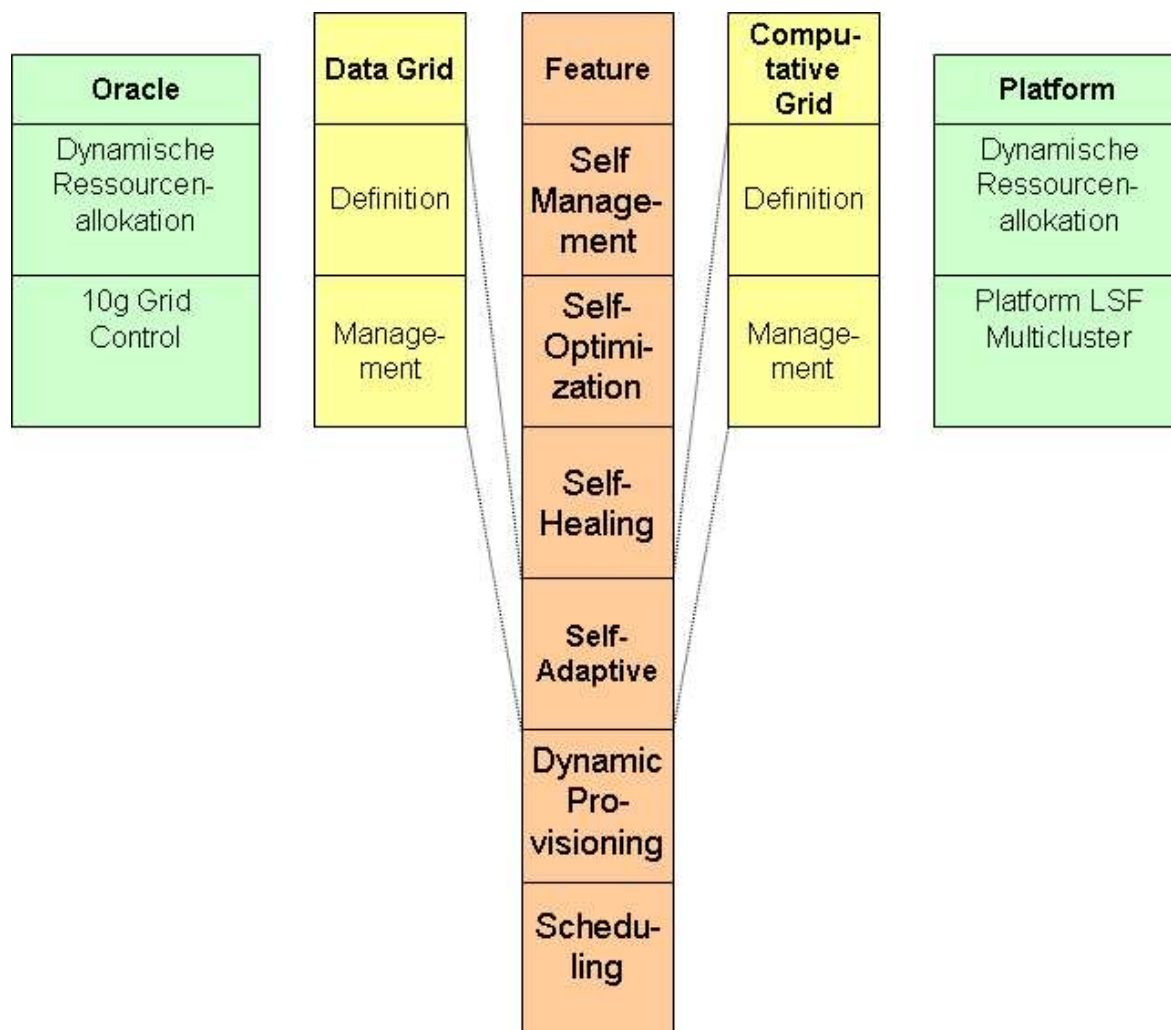 Oracle
Dynamische
Ressourcen-
allokation
10g Grid
Control
Data Grid
Definition
Manage-
ment
Feature
Self
Manage-
ment
Self-
Optimi-
zation
Self-
Healing
Self-
Adaptive
Dynamic
Pro-
visioning
Schedu-
ling
Compu-
tative
Grid
Definition
Manage-
ment
Platform
Dynamische
Ressourcen-
allokation
Platform LSF
Multicluster